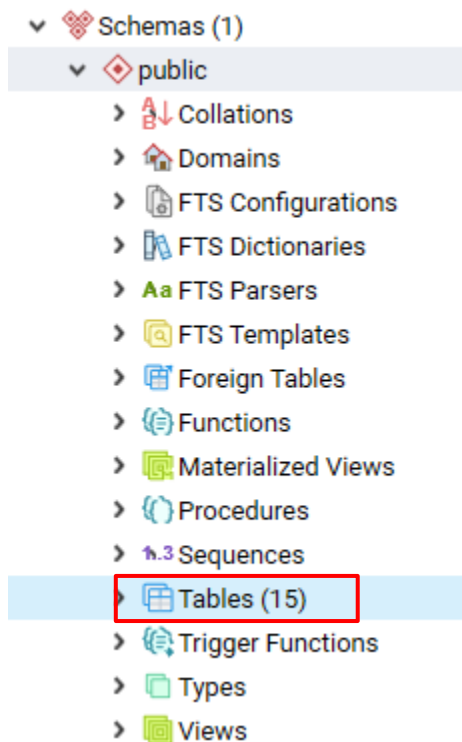 Schemas (1)
public
Collations
Domains
FTS Configurations
FTS Dictionaries
Aa FTS Parsers
FTS Templates
Foreign Tables
Functions
Materialized Views
Procedures
1..3 Sequences
Tables (15)
Trigger Functions
Types
Views